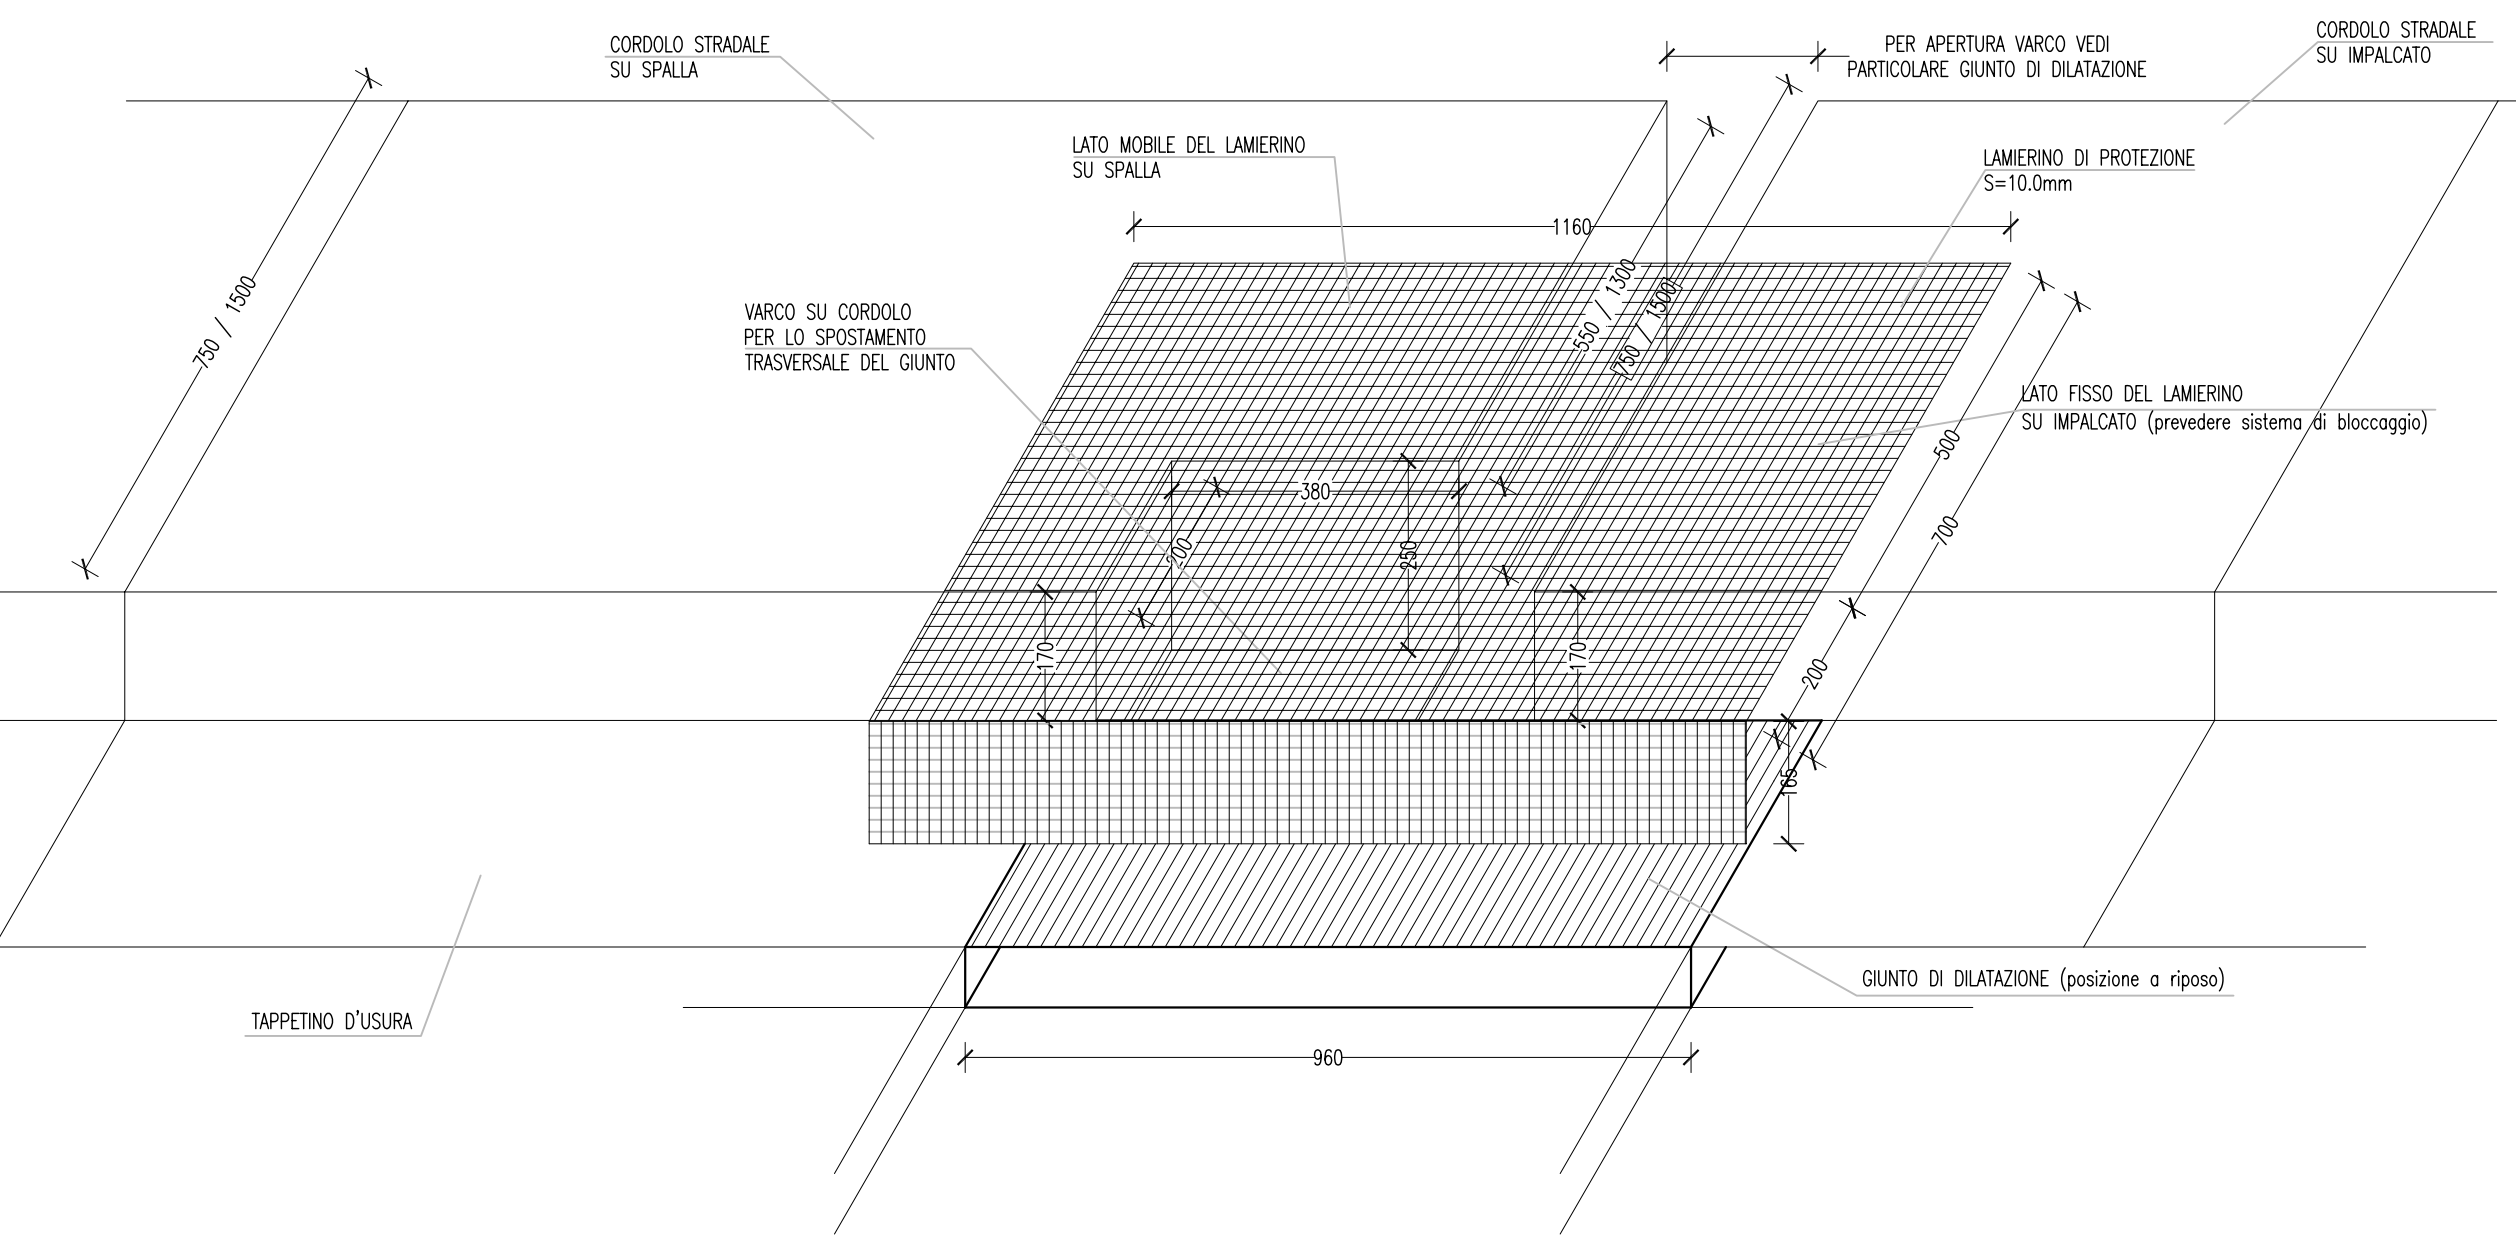 CORDOLO STRADALE
SU SPALLA
PER APERTURA VARCO VEDI
PARTICOLARE GIUNTO DI DILATAZIONE
CORDOLO STRADALE
SU IMPALCATO
LATO MOBILE DEL LAMIERINO
SU SPALLA
LAMIERINO DI PROTEZIONE
S=10.0mm
1160
750 / 1500
550 / 1300
750 / 1500
VARCO SU CORDOLO
PER LO SPOSTAMENTO
TRASVERSALE DEL GIUNTO
LATO FISSO DEL LAMIERINO
SU IMPALCATO (prevedere sistema di bloccaggio)
500
380
700
200
250
170
170
200
165
GIUNTO DI DILATAZIONE (posizione a riposo)
TAPPETINO D'USURA
960